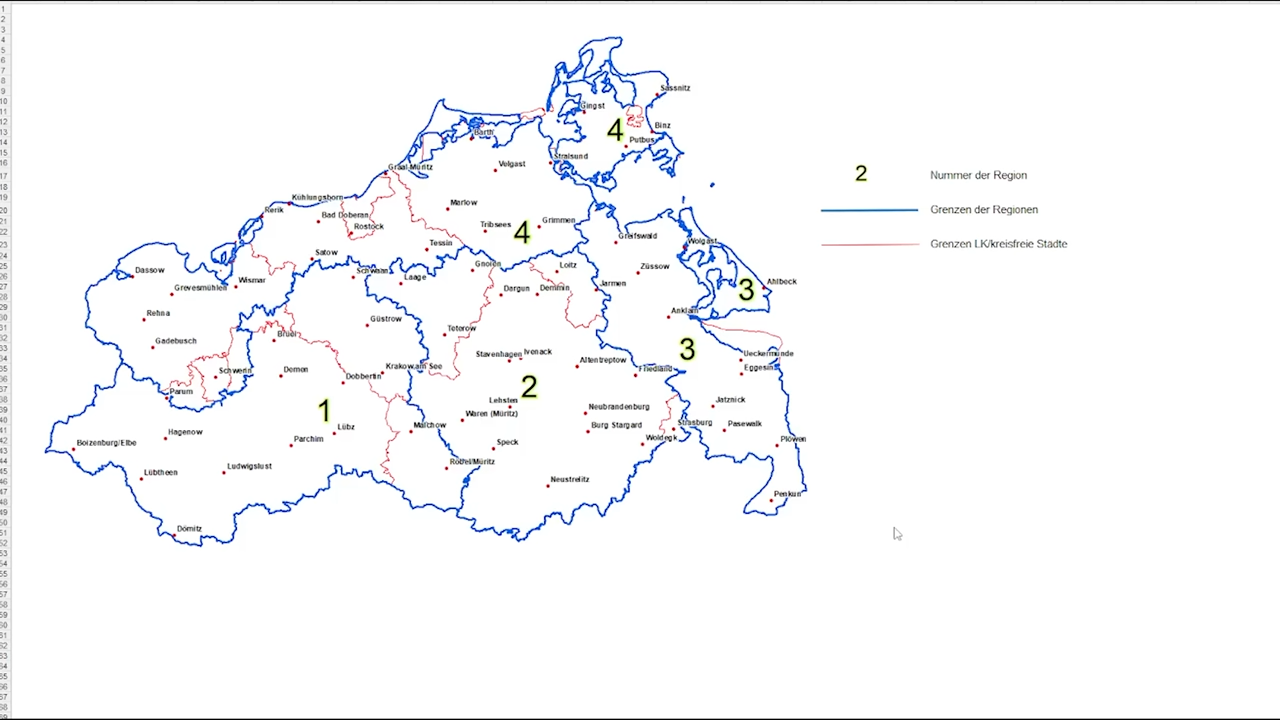 Sassnitz
Gingst
4
Binz
Putbus
Barth
Stralsund
Velgast
Graal-Müritz
2 Nummer der Region
Kühlungsborn
Marlow
Rerik
Bad Doberan
Grenzen der Regionen
Rostock
Tribsees
4
Grimmen
Greifswald
Wolgast
Tessin
Grenzen LK/kreisfreie Städte
Satow
Gnoien
Loitz
Züssow
Dassow
Schwaan
Laage
Wismar
Jarmen
Ahlbeck
Grevesmühlen
Dargun
Demmin
3
Rehna
Anklam
Güstrow
Teterow
Brüel
Gadebusch
3
Stavenhagen
Ivenack
Ueckermünde
Altentreptow
Eggesin
Schwerin
Demen
Krakow am See
Friedland
Dobbertin
2
Parum
Lehsten
Jatznick
1
Waren (Müritz)
Neubrandenburg
Strasburg
Pasewalk
Malchow
Burg Stargard
Lübz
Hagenow
Parchim
Woldegk
Plöwen
Boizenburg/Elbe
Speck
Röbel/Müritz
Ludwigslust
Lübtheen
Neustrelitz
Penkun
Dömitz